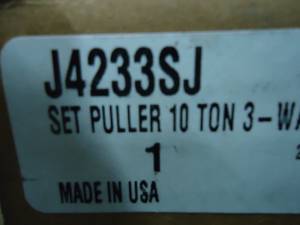 J4233SJ
SET PULLER 10 TON 3-WA
1
MADE IN USA